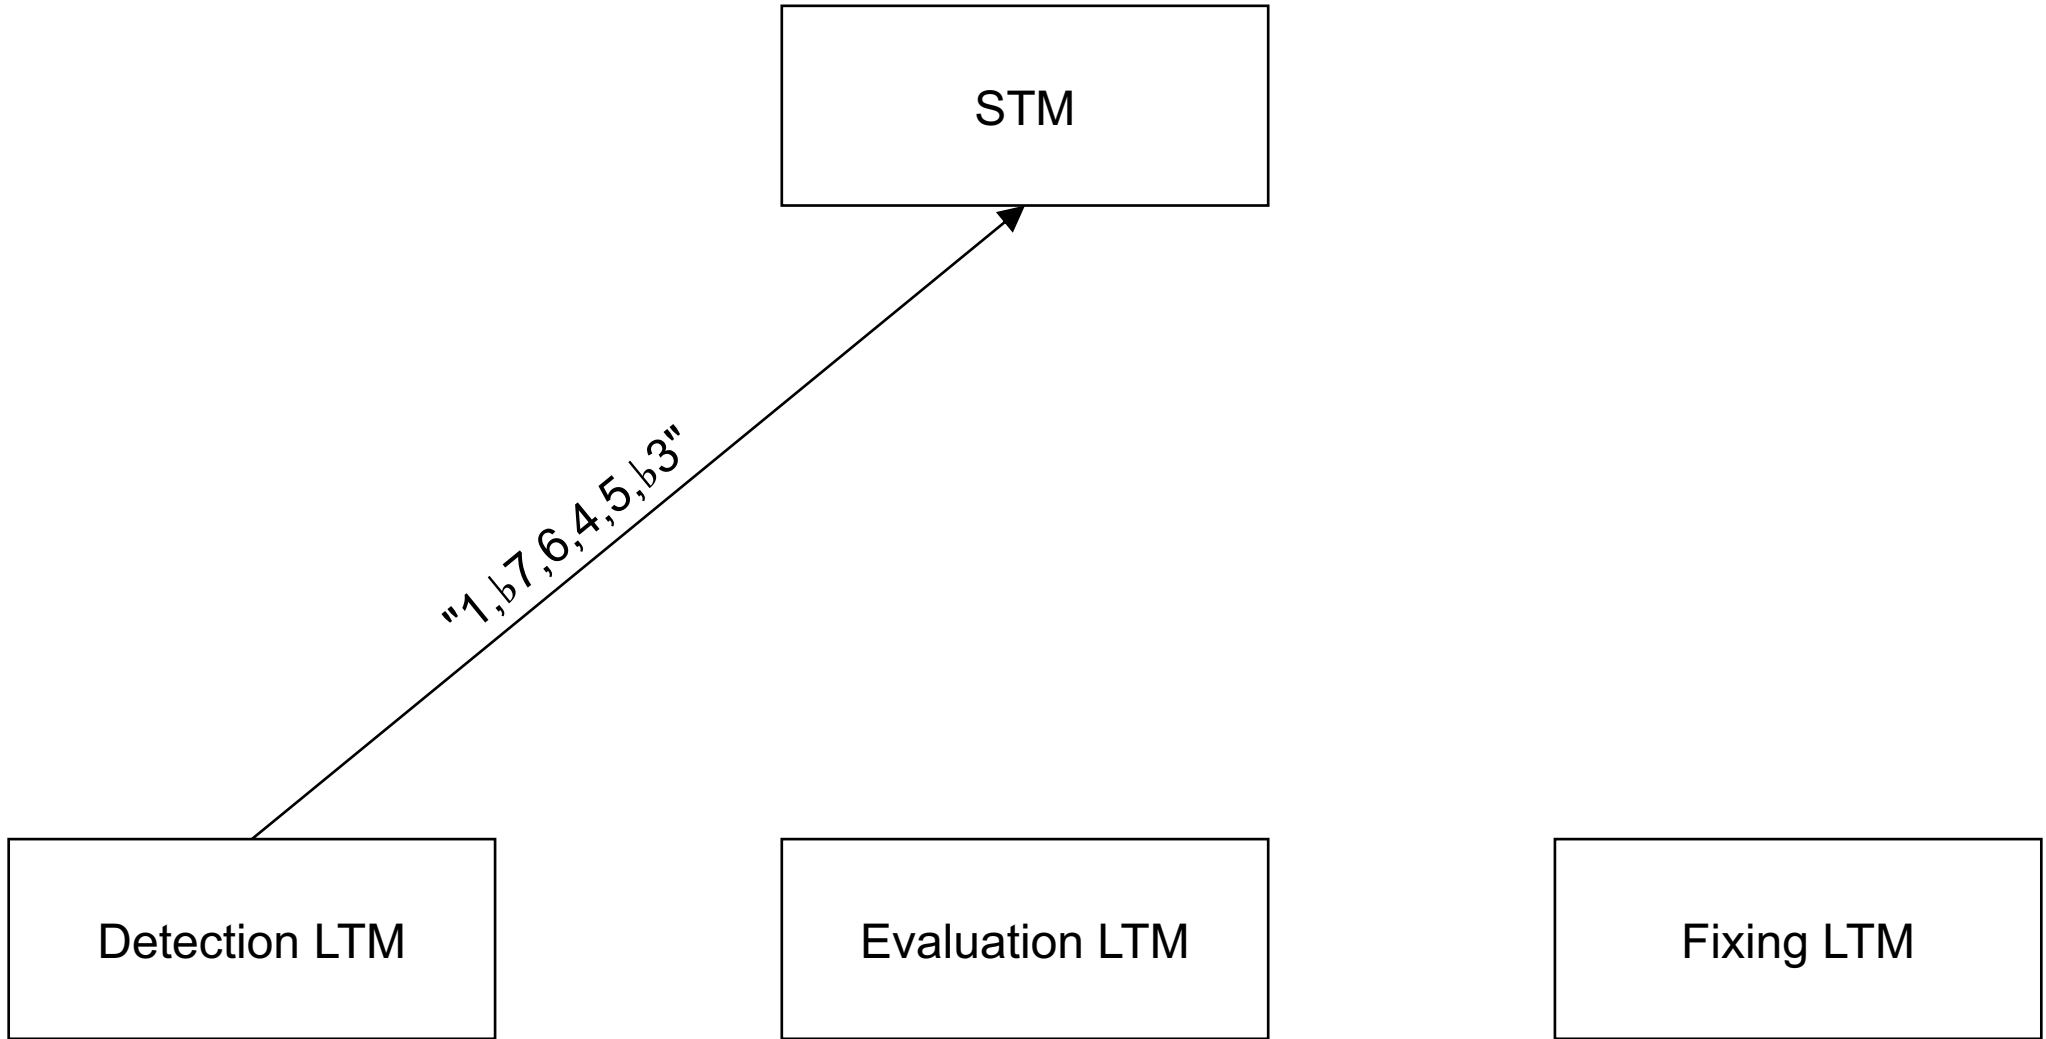 STM
"1,♭7,6,4,5,♭3"
Detection LTM
Evaluation LTM
Fixing LTM